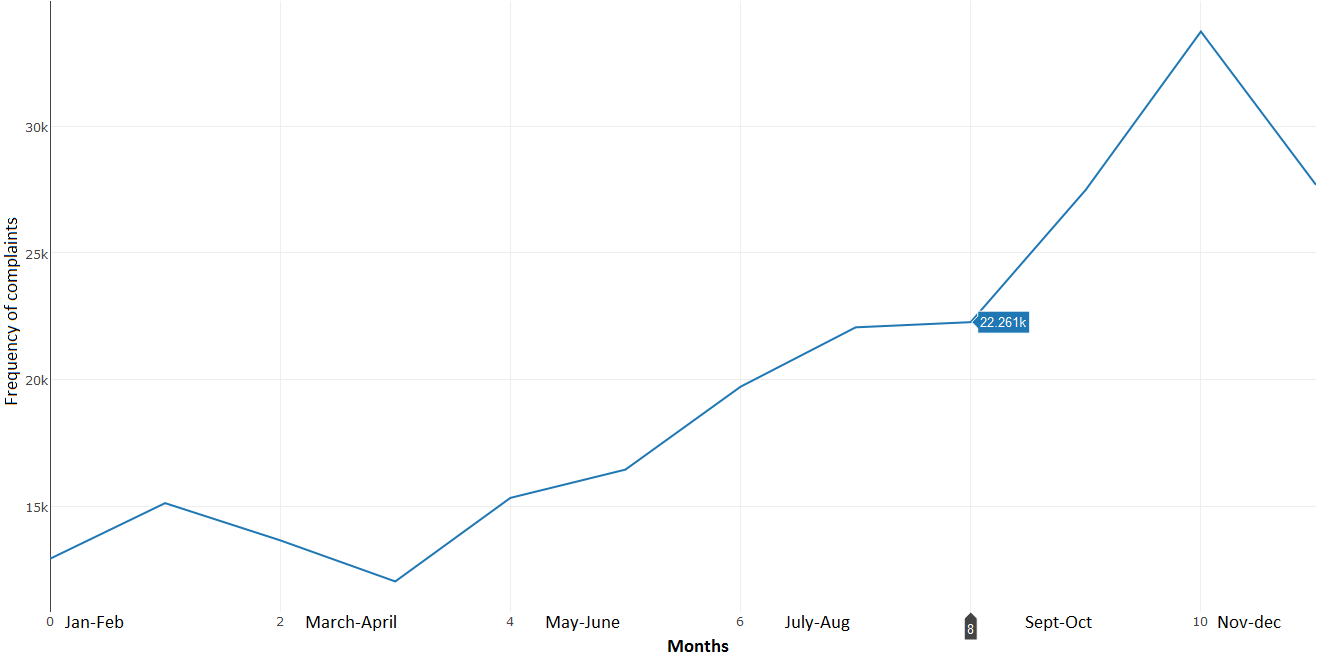 Frequency of complaints
30k
25k
20k
15k
22.261k
0 Jan-Feb 2 March-April 4 May-June 6 July-Aug 8 Sept-Oct 10 Nov-dec
Months